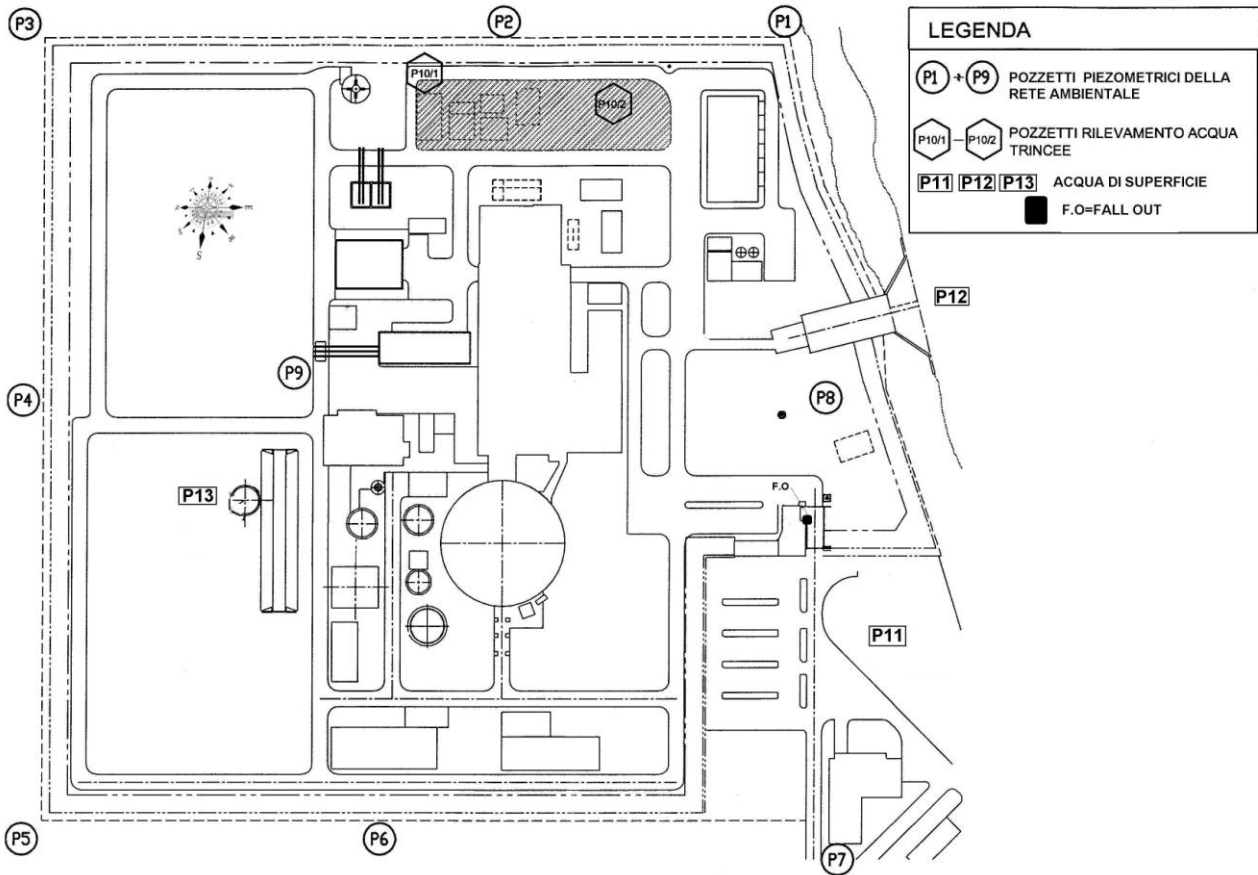 P3
P2
P1
LEGENDA
P1 ÷ P9 POZZETTI PIEZOMETRICI DELLA
RETE AMBIENTALE
P10/1 — P10/2 POZZETTI RILEVAMENTO ACQUA
TRINCEE
P11 P12 P13 ACQUA DI SUPERFICIE
F.O=FALL OUT
P10/1
P10/2
S
P12
P9
P4
P8
P13
F.O
P11
P5
P6
P7